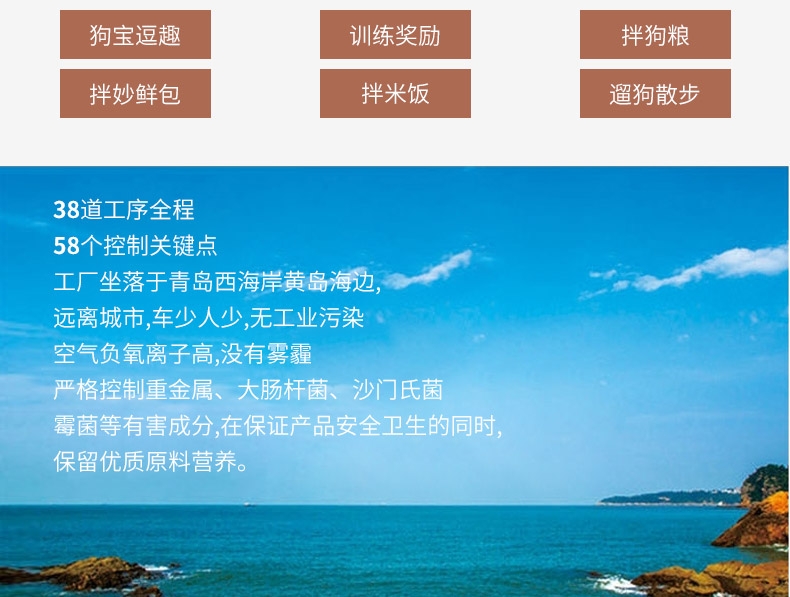 狗宝逗趣 训练奖励 拌狗粮
拌妙鲜包 拌米饭 遛狗散步
38道工序全程
58个控制关键点
工厂坐落于青岛西海岸黄岛海边,
远离城市,车少人少,无工业污染
空气负氧离子高,没有雾霾
严格控制重金属、大肠杆菌、沙门氏菌
霉菌等有害成分,在保证产品安全卫生的同时,
保留优质原料营养。